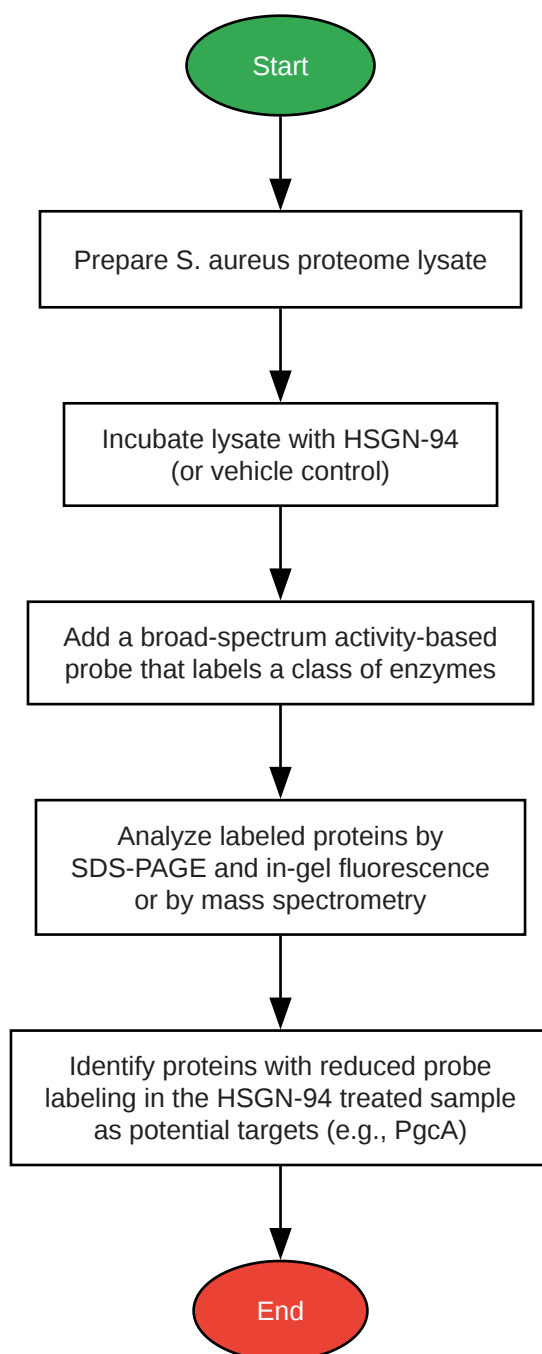 Start
Prepare S. aureus proteome lysate
Incubate lysate with HSGN-94
(or vehicle control)
Add a broad-spectrum activity-based
probe that labels a class of enzymes
Analyze labeled proteins by
SDS-PAGE and in-gel fluorescence
or by mass spectrometry
Identify proteins with reduced probe
labeling in the HSGN-94 treated sample
as potential targets (e.g., PgcA)
End